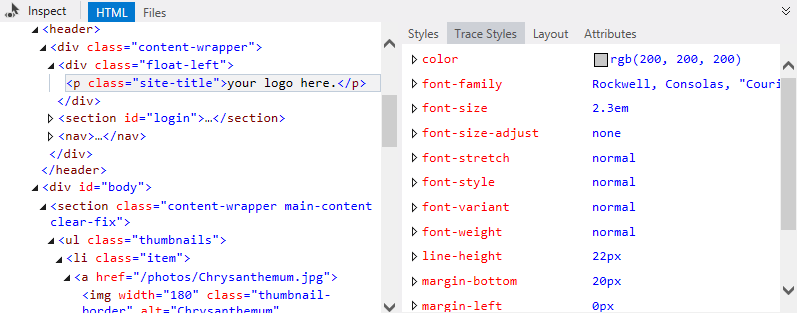 Inspect HTML Files
<header>
<div class="content-wrapper">
<div class="float-left">
<p class="site-title">your logo here.</p>
</div>
<section id="login">…</section>
<nav>…</nav>
</div>
</header>
<div id="body">
<section class="content-wrapper main-content
clear-fix">
<ul class="thumbnails">
<li class="item">
<a href="/photos/Chrysanthemum.jpg">
<img width="180" class="thumbnail-
border" alt="Chrysanthemum"
Styles Trace Styles Layout Attributes
color rgb(200, 200, 200)
font-family Rockwell, Consolas, "Couri
font-size 2.3em
font-size-adjust none
font-stretch normal
font-style normal
font-variant normal
font-weight normal
line-height 22px
margin-bottom 20px
margin-left 0px